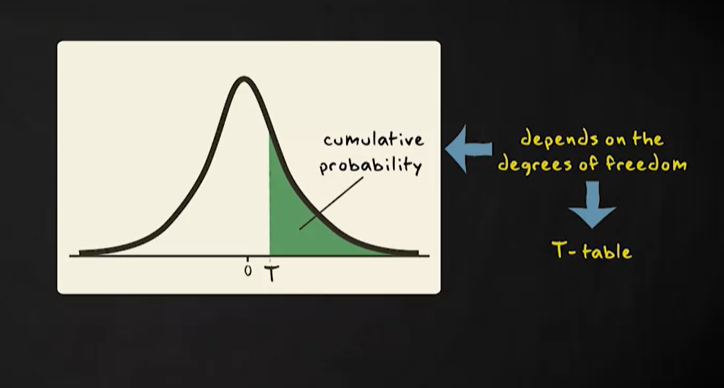 cumulative
probability
0
T
depends on the
degrees of freedom
T-table